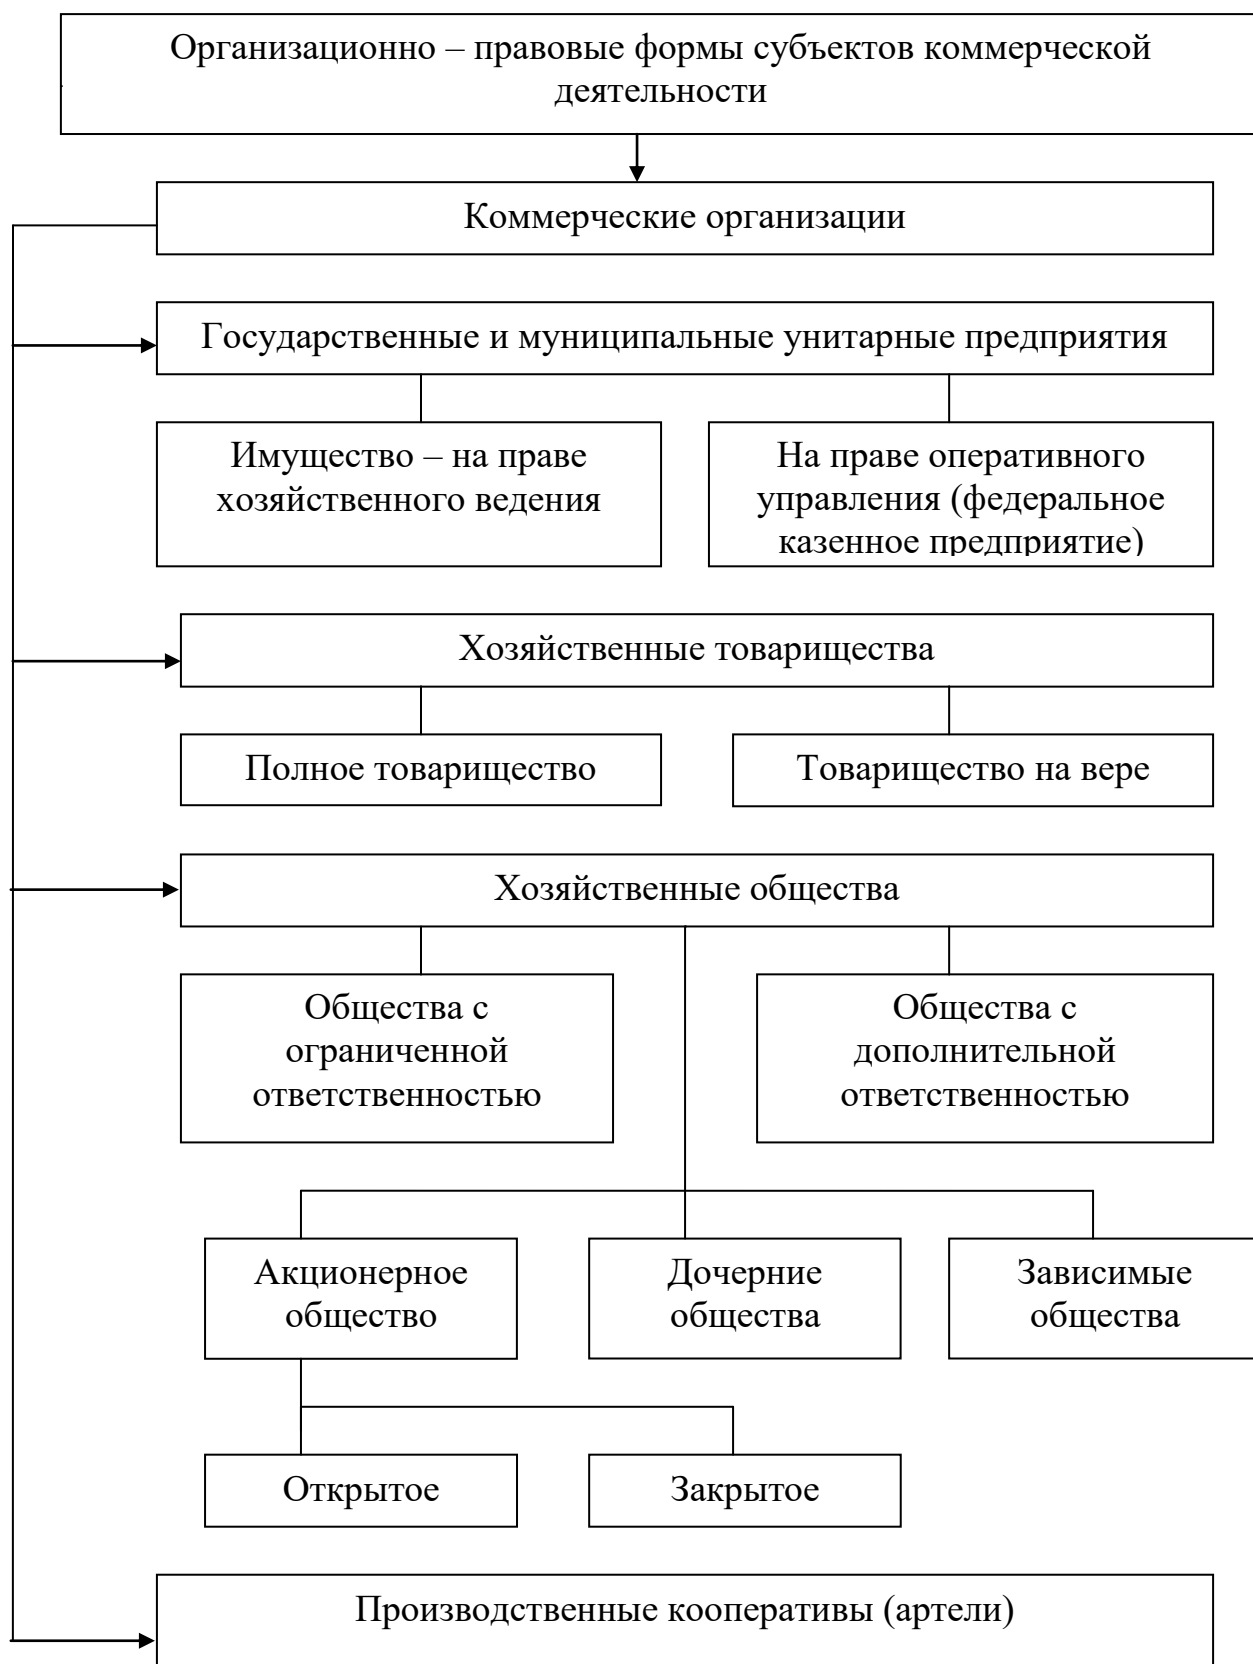 Организационно – правовые формы субъектов коммерческой
деятельности
Коммерческие организации
Государственные и муниципальные унитарные предприятия
Имущество – на праве
хозяйственного ведения
На праве оперативного
управления (федеральное
казенное предприятие)
Хозяйственные товарищества
Полное товарищество
Товарищество на вере
Хозяйственные общества
Общества с
ограниченной
ответственностью
Общества с
дополнительной
ответственностью
Акционерное
общество
Дочерние
общества
Зависимые
общества
Открытое
Закрытое
Производственные кооперативы (артели)